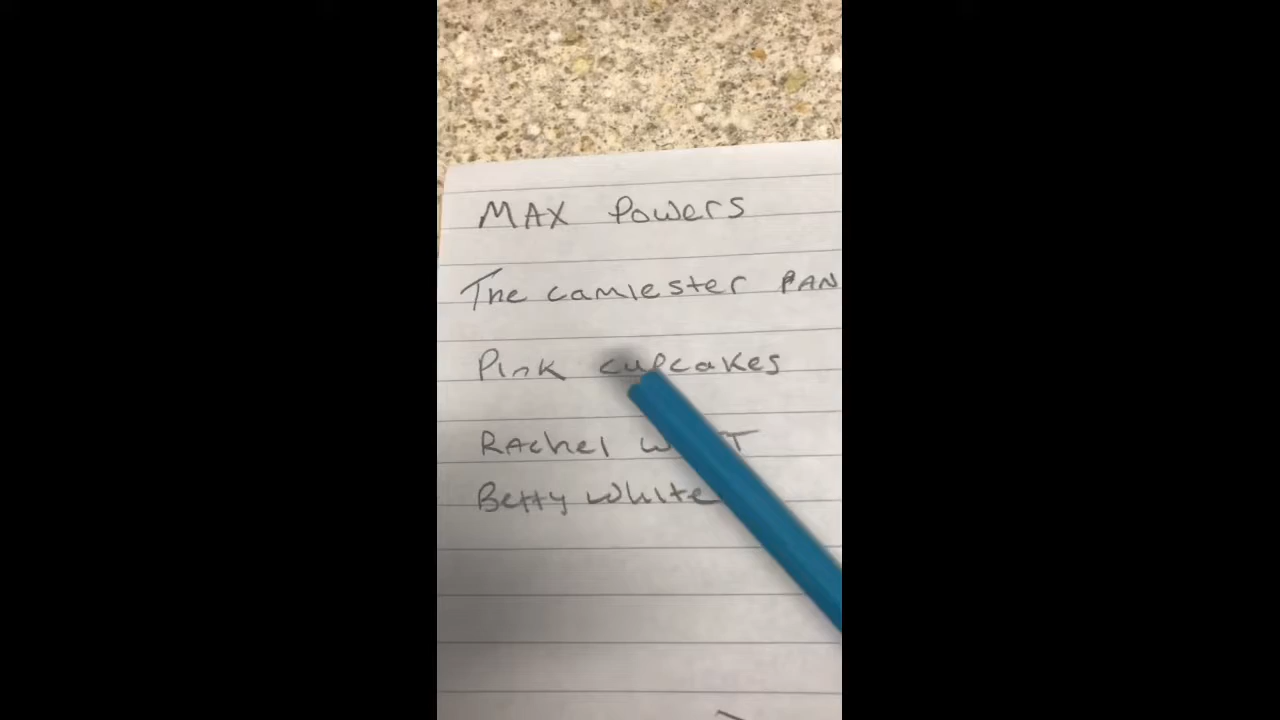 MAX Powers
The camlester PAN
Pink cupcakes
Rachel
Betty White